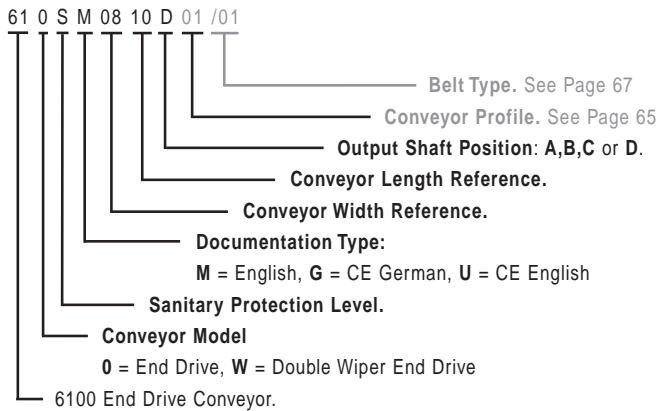 61 0 S M 08 10 D 01 /01
Belt Type. See Page 67
Conveyor Profile. See Page 65
Output Shaft Position: A,B,C or D.
Conveyor Length Reference.
Conveyor Width Reference.
Documentation Type:
M = English, G = CE German, U = CE English
Sanitary Protection Level.
Conveyor Model
0 = End Drive, W = Double Wiper End Drive
6100 End Drive Conveyor.